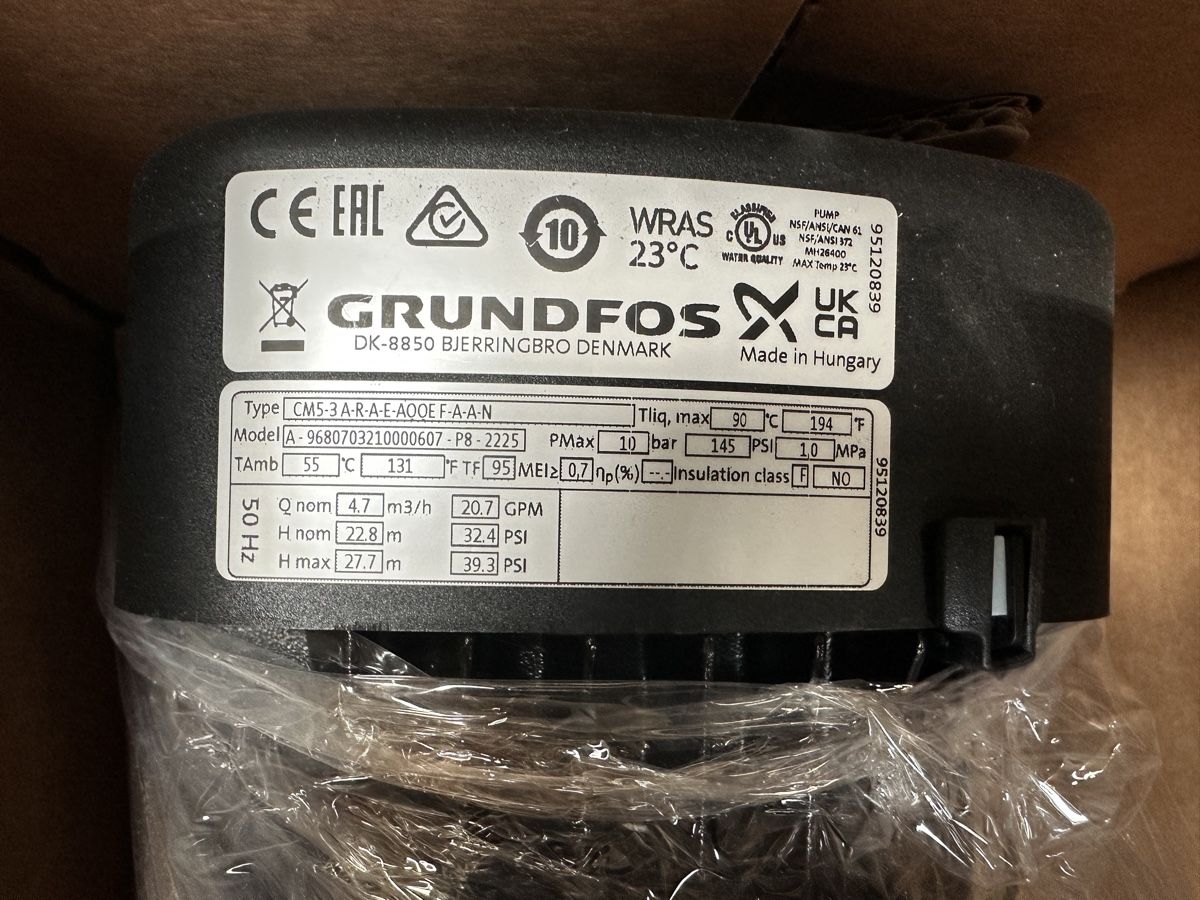 CE EAC
10
WRAS
23°C
CLASSIFIED
C UL US
WATER QUALITY
PUMP
NSF/ANSI/CAN 61
NSF/ANSI 372
MH26400
MAX Temp 23°C
95120839
GRUNDFOS
UK
CA
DK-8850 BJERRINGBRO DENMARK
Made in Hungary
Type CM5-3 A-R-A-E-AQQE F-A-A-N Tliq, max 90 °C 194 °F
Model A - 9680703210000607 - P8 - 2225 PMax 10 bar 145 PSI 1,0 MPa
TAmb 55 °C 131 °F TF 95 MEI≥ 0,7 ηp(%) --.- Insulation class F NO
95120839
50 Hz
Q nom 4.7 m3/h 20.7 GPM
H nom 22.8 m 32.4 PSI
H max 27.7 m 39.3 PSI